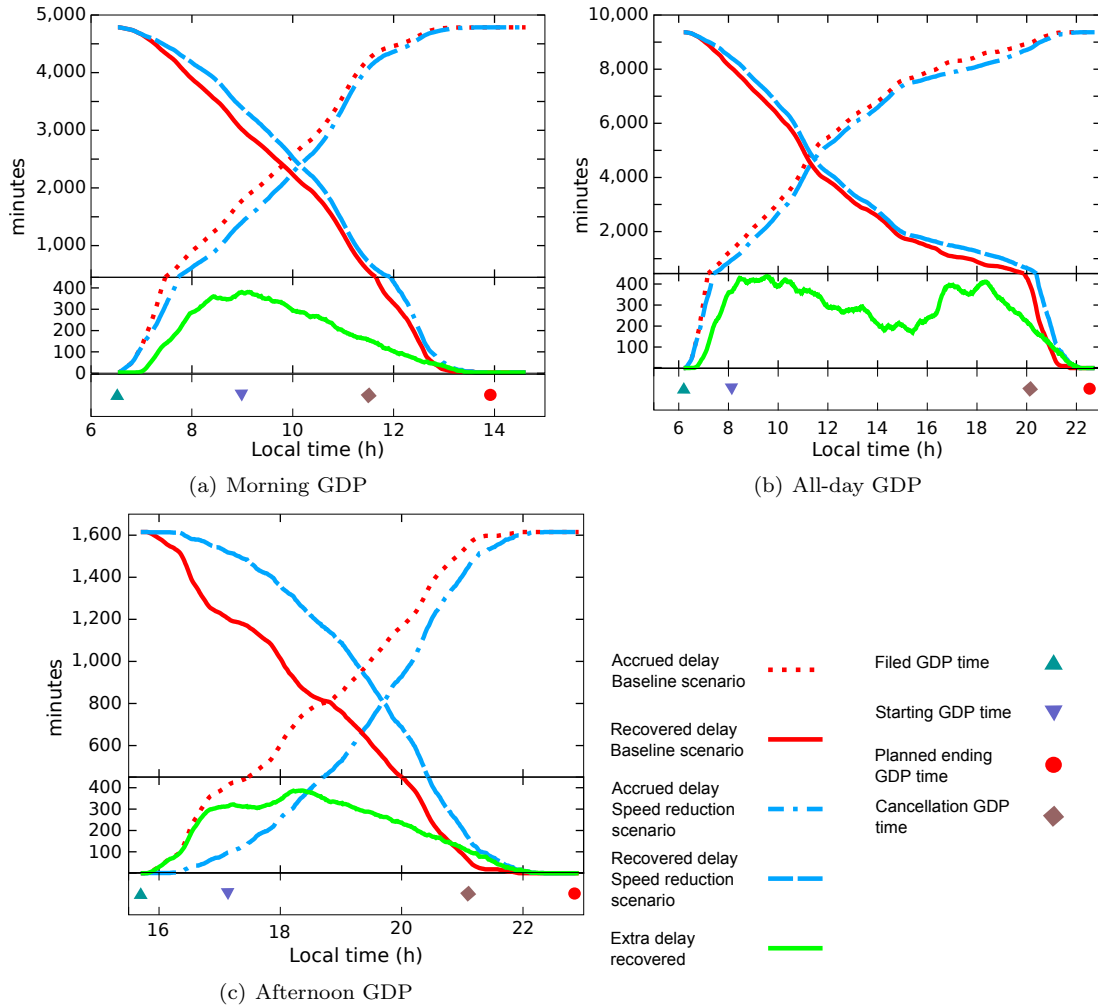 5,000
4,000
3,000
2,000
1,000
400
300
200
100
0
minutes
6
8
10
12
14
Local time (h)
(a) Morning GDP
10,000
8,000
6,000
4,000
2,000
400
300
200
100
minutes
6
8
10
12
14
16
18
20
22
Local time (h)
(b) All-day GDP
1,600
1,400
1,200
1,000
800
600
400
300
200
100
minutes
16
18
20
22
Local time (h)
(c) Afternoon GDP
Accrued delay
Baseline scenario
Recovered delay
Baseline scenario
Accrued delay
Speed reduction
scenario
Recovered delay
Speed reduction
scenario
Extra delay
recovered
Filed GDP time
Starting GDP time
Planned ending
GDP time
Cancellation GDP
time